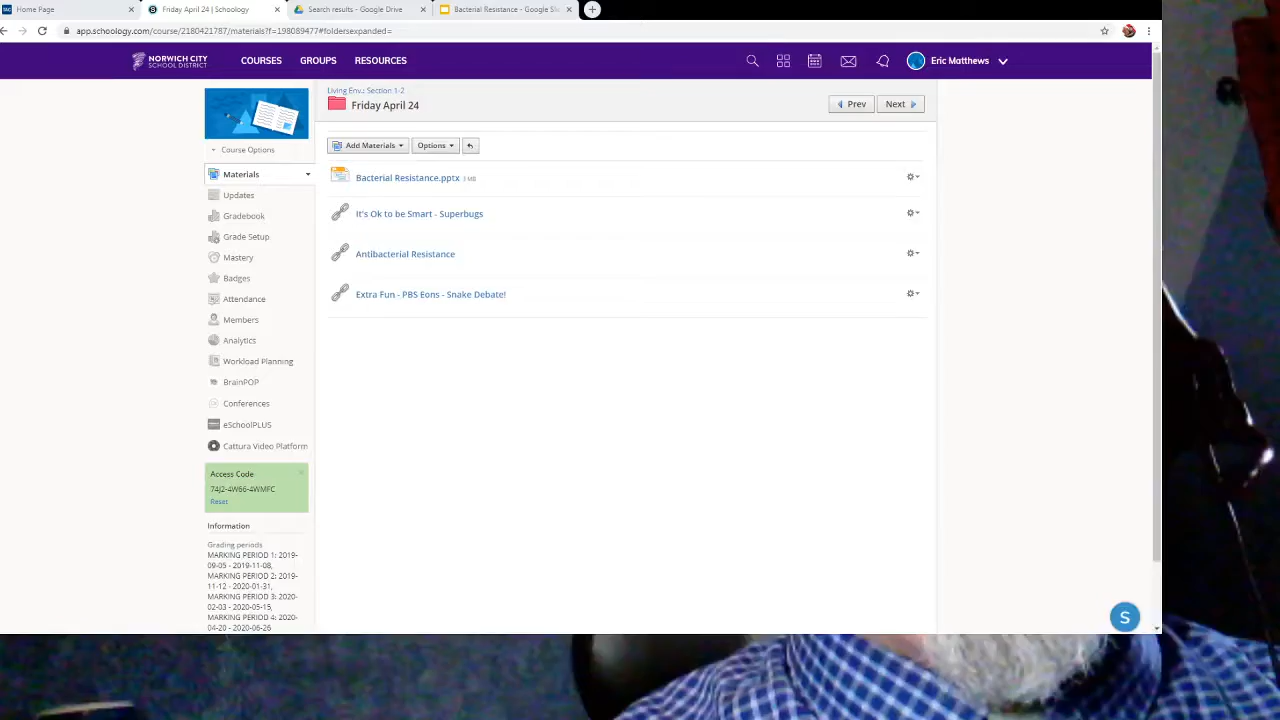 Home Page
Friday April 24 | Schoology
Search results - Google Drive
Bacterial Resistance - Google Sli
app.schoology.com/course/2180421787/materials?f=198089477#foldersexpanded=
NORWICH CITY
SCHOOL DISTRICT
COURSES
GROUPS
RESOURCES
Eric Matthews
Living Env.: Section 1-2
Friday April 24
Prev
Next
Course Options
Add Materials
Options
Materials
Updates
Gradebook
Grade Setup
Mastery
Badges
Attendance
Members
Analytics
Workload Planning
BrainPOP
Conferences
eSchoolPLUS
Cattura Video Platform
Bacterial Resistance.pptx 3 MB
It's Ok to be Smart - Superbugs
Antibacterial Resistance
Extra Fun - PBS Eons - Snake Debate!
Access Code
74J2-4W66-4WMFC
Reset
Information
Grading periods
MARKING PERIOD 1: 2019-
09-05 - 2019-11-08,
MARKING PERIOD 2: 2019-
11-12 - 2020-01-31,
MARKING PERIOD 3: 2020-
02-03 - 2020-05-15,
MARKING PERIOD 4: 2020-
04-20 - 2020-06-26
S